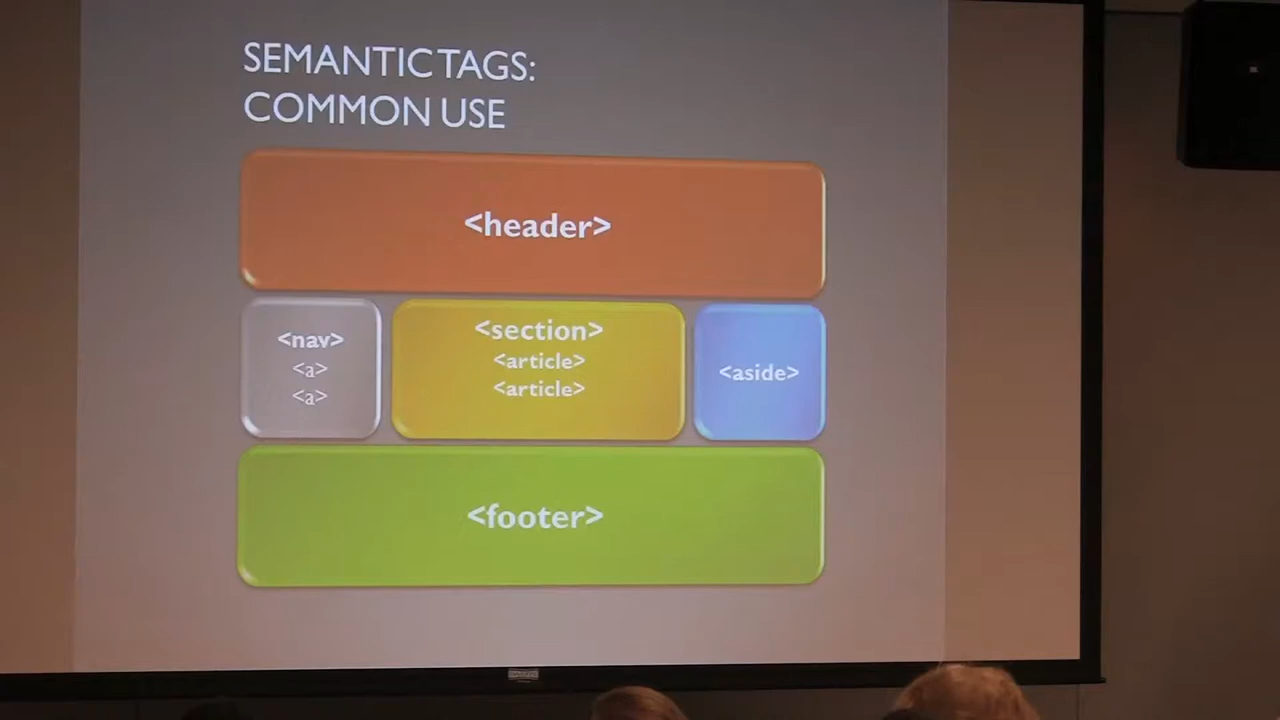 SEMANTIC TAGS:
COMMON USE
<header>
<nav>
<a>
<a>
<section>
<article>
<article>
<aside>
<footer>